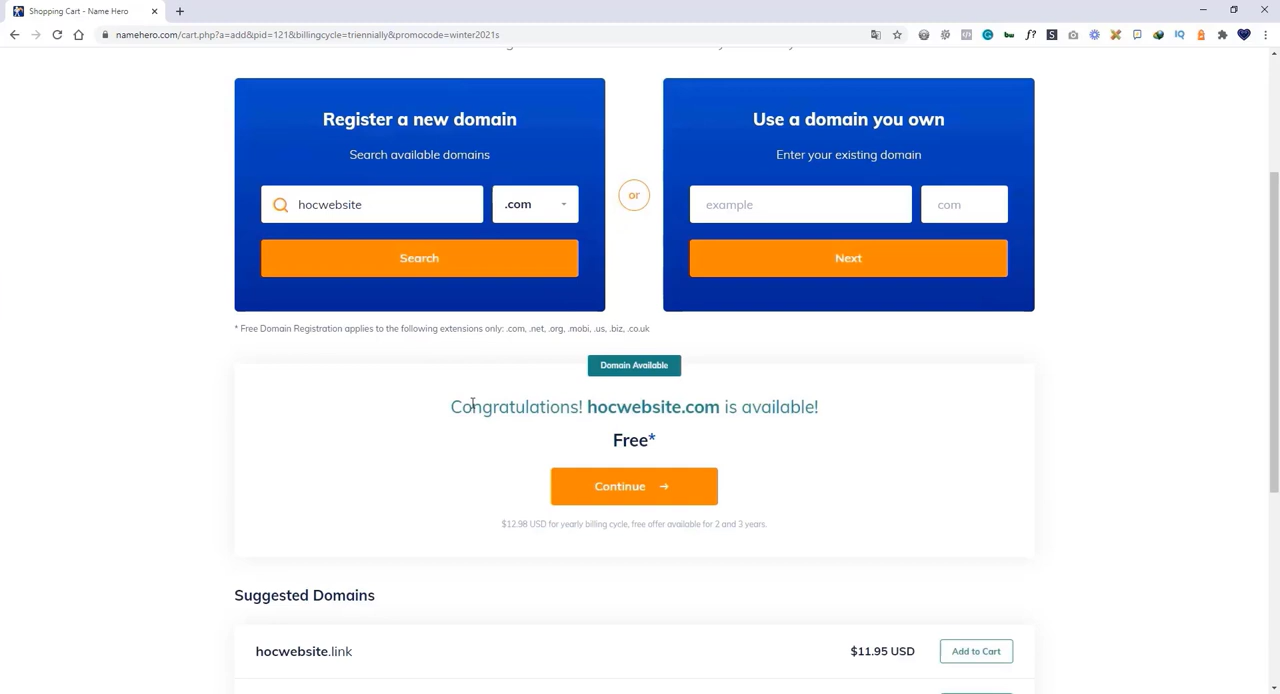 Shopping Cart - Name Hero
namehero.com/cart.php?a=add&pid=121&billingcycle=triennially&promocode=winter2021s
Register a new domain
Search available domains
hocwebsite
.com
Search
or
Use a domain you own
Enter your existing domain
example
com
Next
* Free Domain Registration applies to the following extensions only: .com, .net, .org, .mobi, .us, .biz, .co.uk
Domain Available
Congratulations! hocwebsite.com is available!
Free*
Continue →
$12.98 USD for yearly billing cycle, free offer available for 2 and 3 years.
Suggested Domains
hocwebsite.link
$11.95 USD
Add to Cart